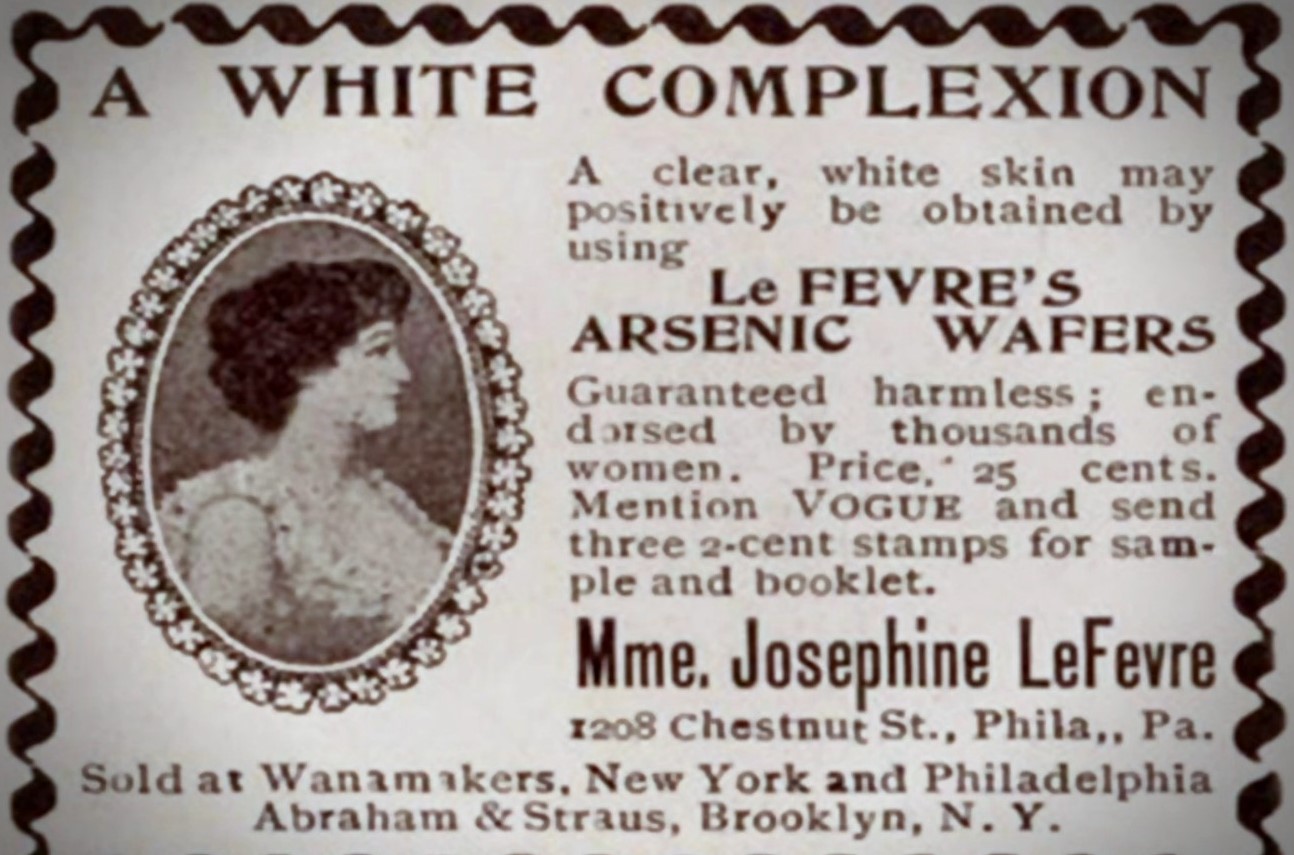 A WHITE COMPLEXION
A clear, white skin may
positively be obtained by
using
Le FEVRE'S
ARSENIC WAFERS
Guaranteed harmless; en-
dorsed by thousands of
women. Price, 25 cents.
Mention VOGUE and send
three 2-cent stamps for sam-
ple and booklet.
Mme. Josephine LeFevre
1208 Chestnut St., Phila,, Pa.
Sold at Wanamakers, New York and Philadelphia
Abraham & Straus, Brooklyn, N. Y.